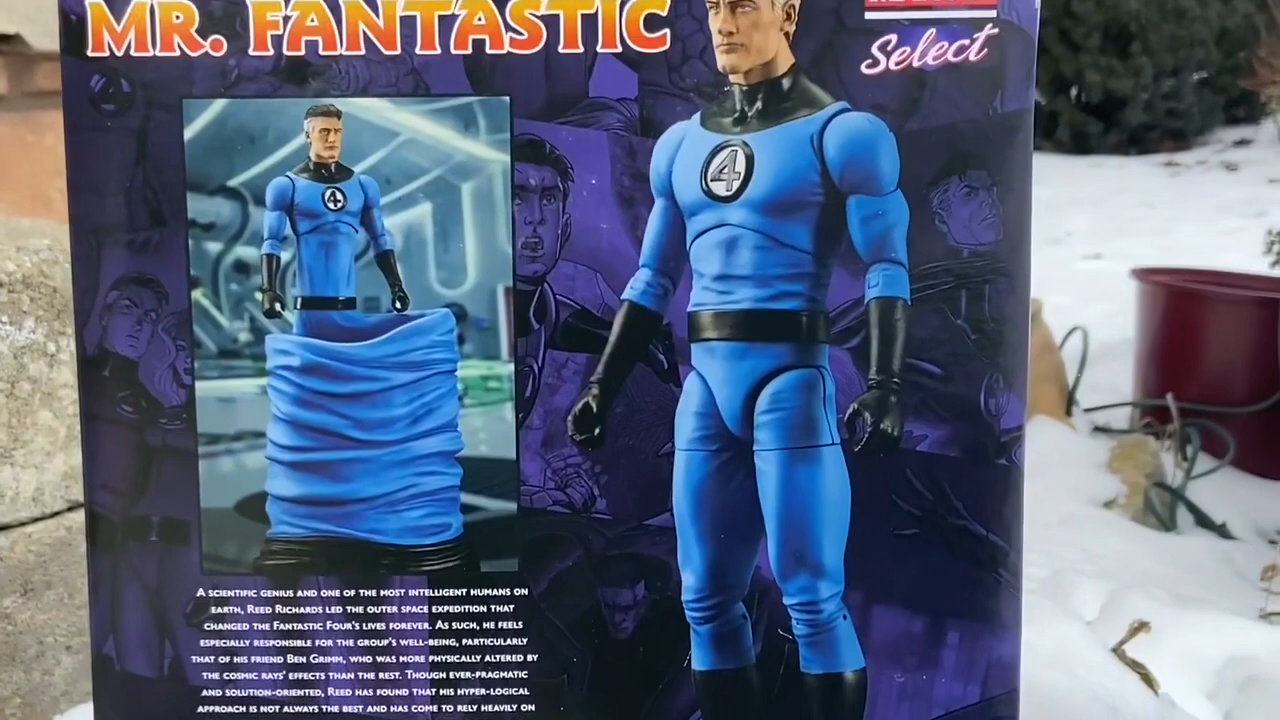 MR. FANTASTIC
Select
4
4
A SCIENTIFIC GENIUS AND ONE OF THE MOST INTELLIGENT HUMANS ON
EARTH, REED RICHARDS LED THE OUTER SPACE EXPEDITION THAT
CHANGED THE FANTASTIC FOUR'S LIVES FOREVER. AS SUCH, HE FEELS
ESPECIALLY RESPONSIBLE FOR THE GROUP'S WELL-BEING, PARTICULARLY
THAT OF HIS FRIEND BEN GRIMM, WHO WAS MORE PHYSICALLY ALTERED BY
THE COSMIC RAYS' EFFECTS THAN THE REST. THOUGH EVER-PRAGMATIC
AND SOLUTION-ORIENTED, REED HAS FOUND THAT HIS HYPER-LOGICAL
APPROACH IS NOT ALWAYS THE BEST AND HAS COME TO RELY HEAVILY ON